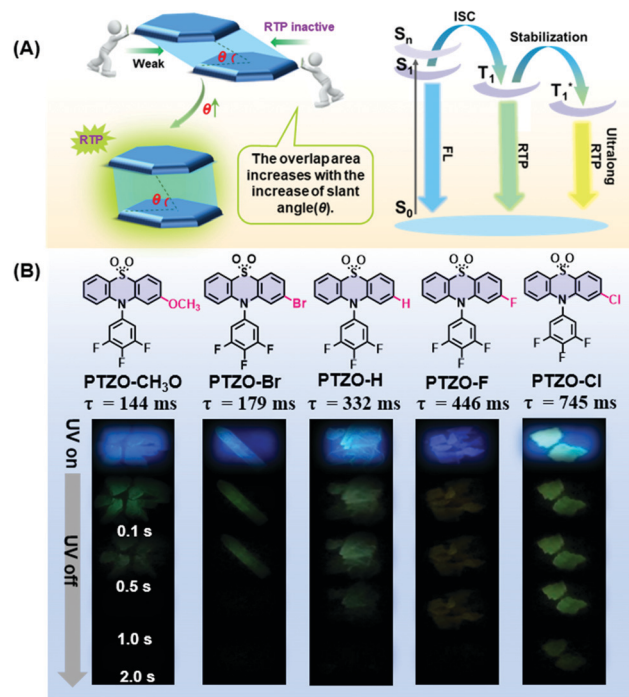 (A)
RTP inactive
Weak
θ
θ
θ↑
RTP
θ
The overlap area
increases with the
increase of slant
angle(θ).
ISC
Stabilization
Sn
S1
T1
T1*
FL
RTP
Ultralong
RTP
S0
(B)
O O
S
N
OCH3
F F
F
O O
S
N
Br
F F
F
O O
S
N
H
F F
F
O O
S
N
F
F F
F
O O
S
N
Cl
F F
F
PTZO-CH3O PTZO-Br PTZO-H PTZO-F PTZO-Cl
τ = 144 ms τ = 179 ms τ = 332 ms τ = 446 ms τ = 745 ms
UV on
UV off
0.1 s
0.5 s
1.0 s
2.0 s